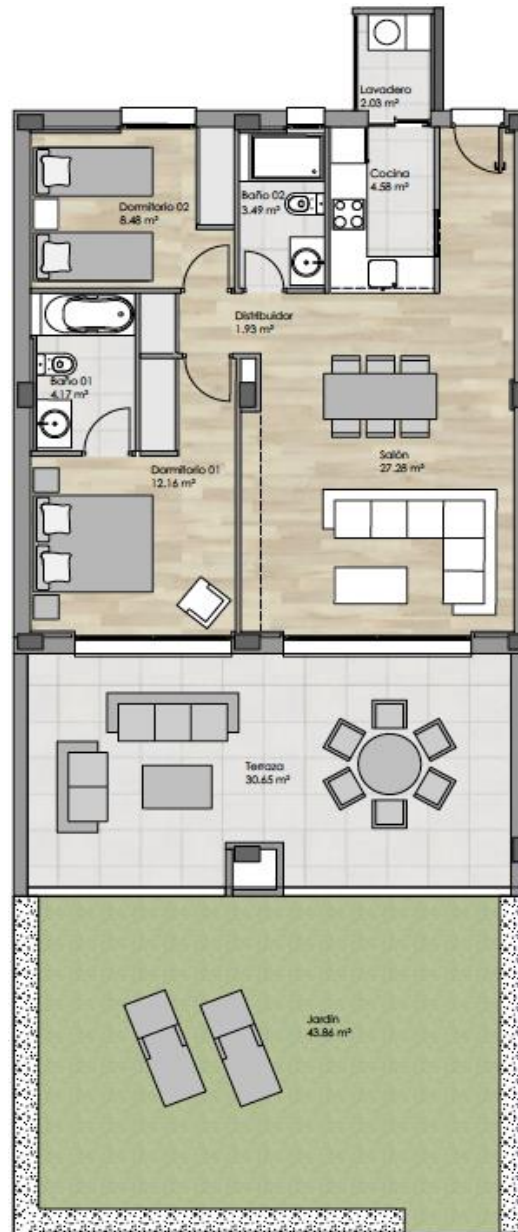 Lavadero
2.03 m²
Cocina
4.58 m²
Baño 02
3.49 m²
Dormitorio 02
8.48 m²
Distribuidor
1.93 m²
Baño 01
4.17 m²
Salón
27.28 m²
Dormitorio 01
12.16 m²
Terraza
30.65 m²
Jardín
43.86 m²